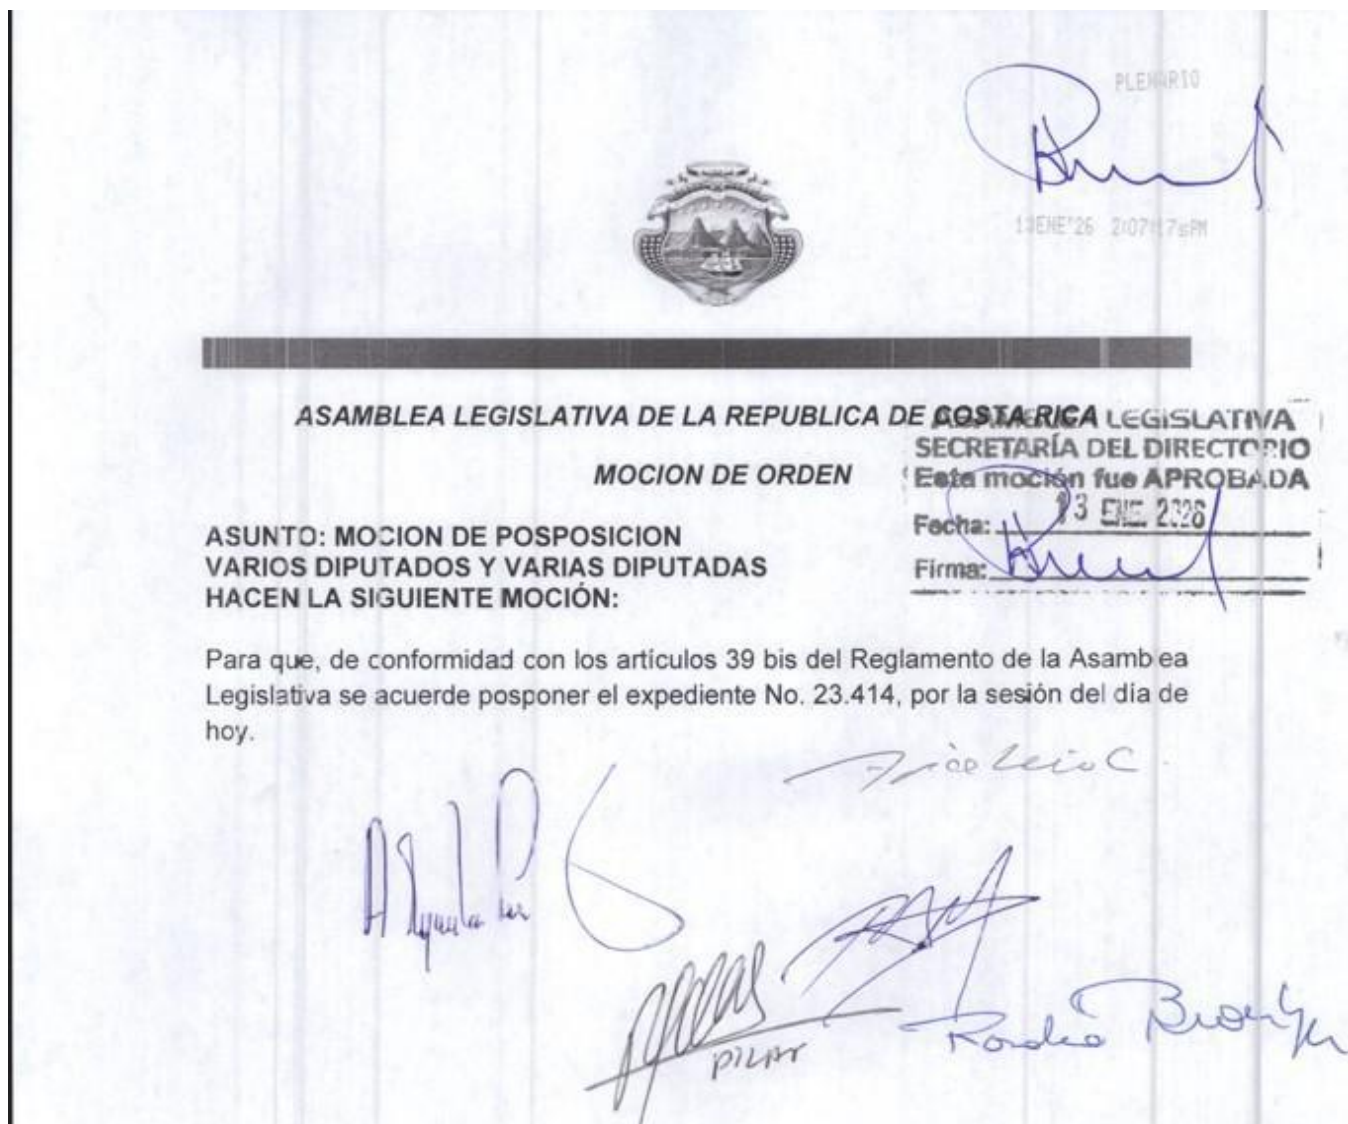 PLENARIO
13ENE'26 2:07:17sPM
ASAMBLEA LEGISLATIVA DE LA REPUBLICA DE COSTA RICA
ASAMBLEA LEGISLATIVA
SECRETARÍA DEL DIRECTORIO
Esta moción fue APROBADA
Fecha: 13 ENE. 2026
Firma:
MOCION DE ORDEN
ASUNTO: MOCION DE POSPOSICION
VARIOS DIPUTADOS Y VARIAS DIPUTADAS
HACEN LA SIGUIENTE MOCIÓN:
Para que, de conformidad con los artículos 39 bis del Reglamento de la Asamblea
Legislativa se acuerde posponer el expediente No. 23.414, por la sesión del día de
hoy.
PILAR